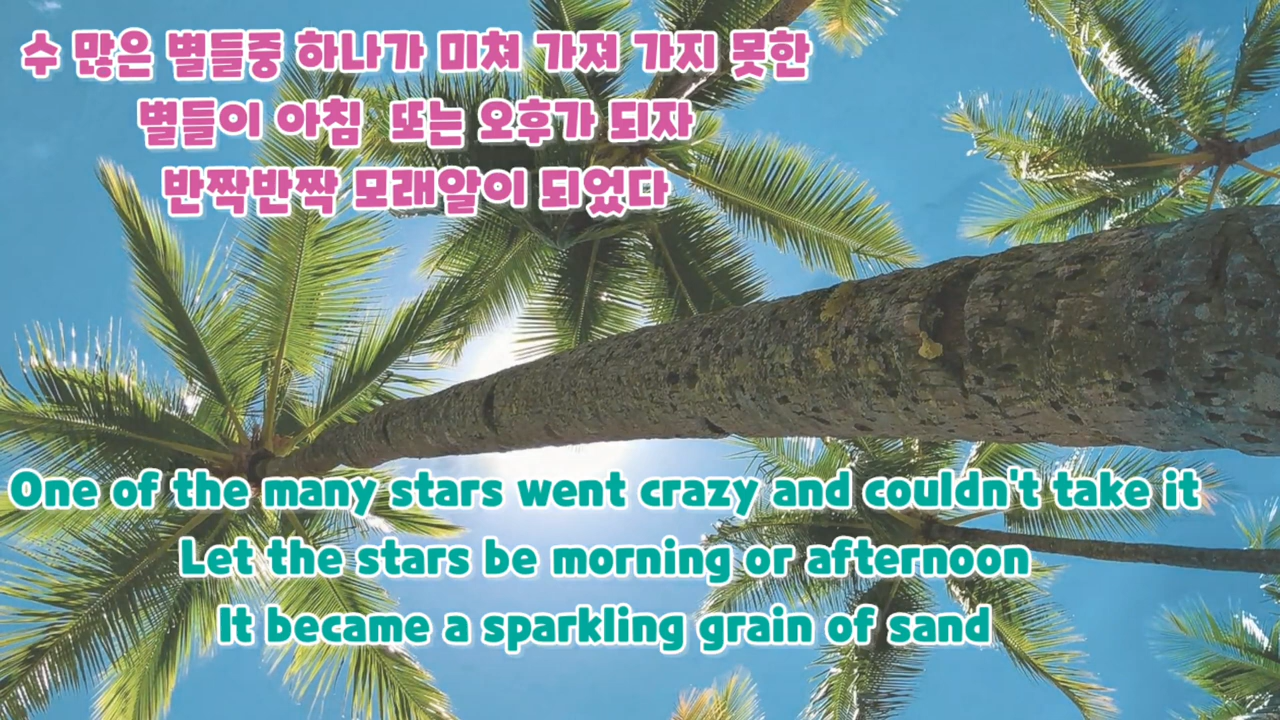 수 많은 별들중 하나가 미쳐 가져 가지 못한
별들이 아침 또는 오후가 되자
반짝반짝 모래알이 되었다
One of the many stars went crazy and couldn't take it
Let the stars be morning or afternoon
It became a sparkling grain of sand